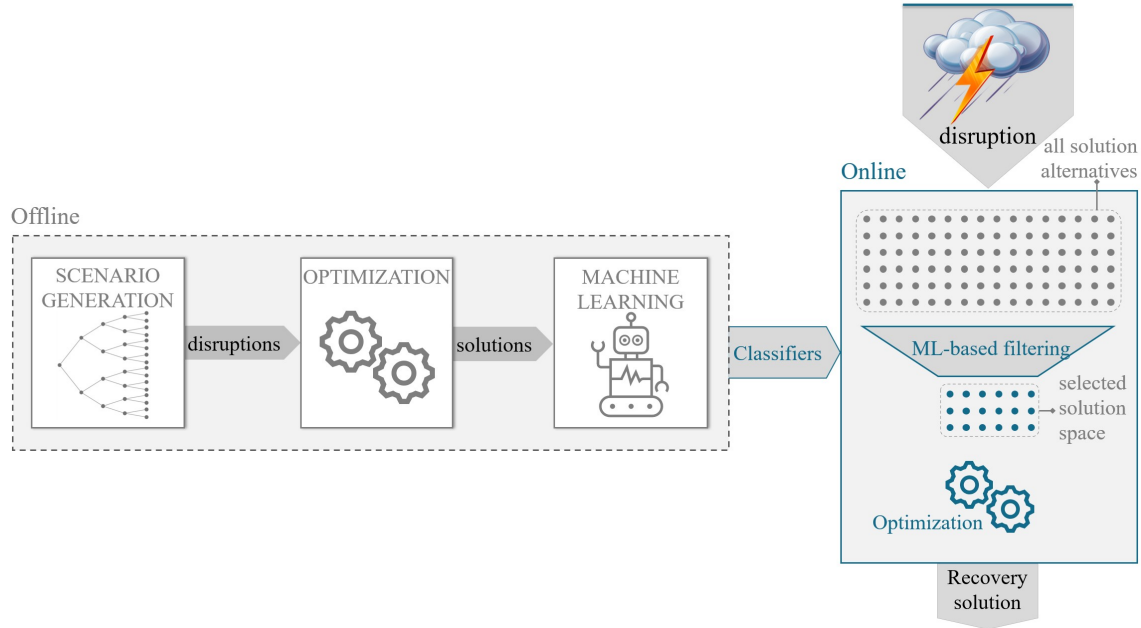 disruption
all solution
alternatives
Online
Offline
SCENARIO
GENERATION
disruptions
OPTIMIZATION
solutions
MACHINE
LEARNING
Classifiers
ML-based filtering
selected
solution
space
Optimization
Recovery
solution